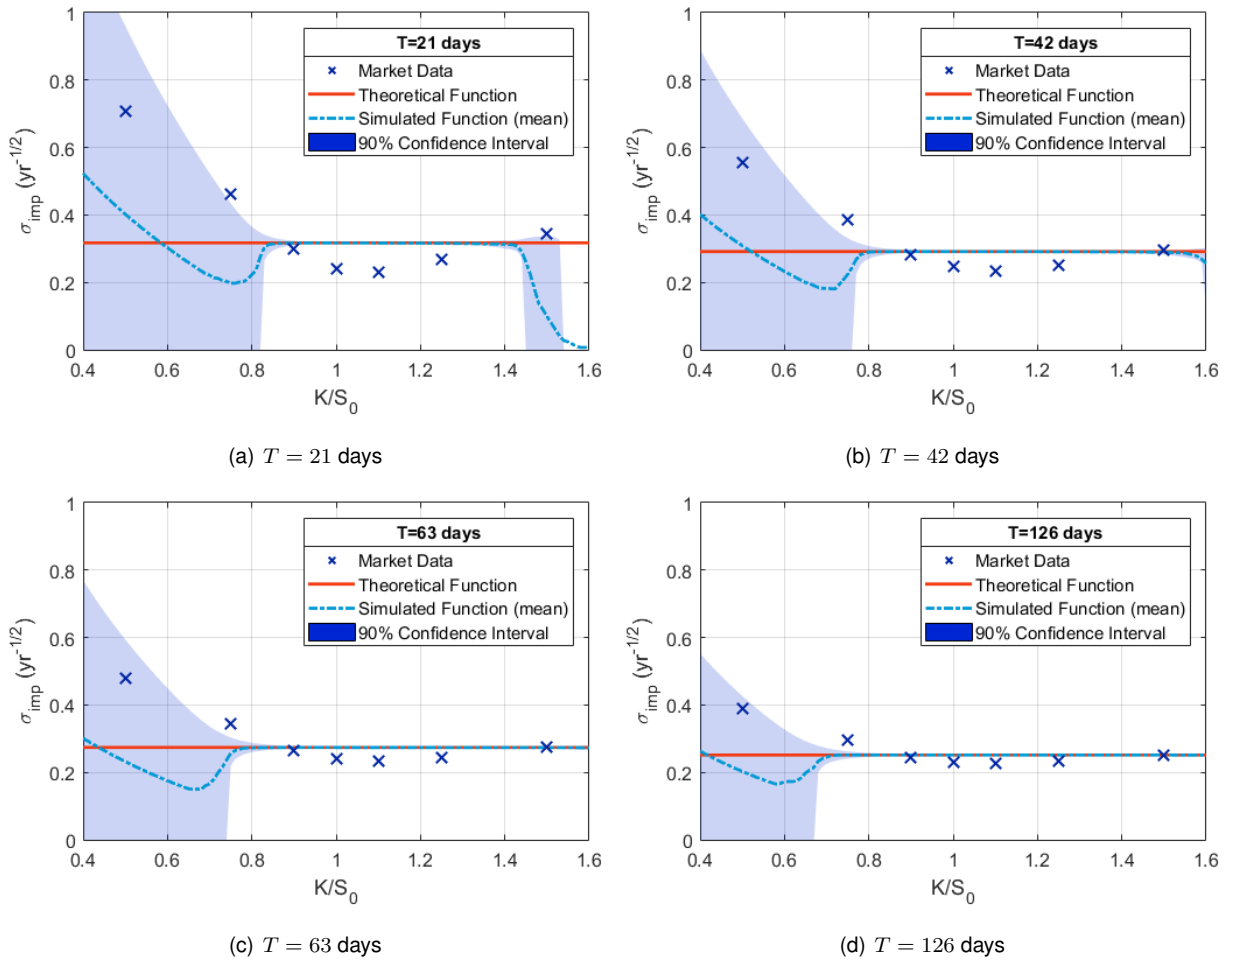 T=21 days
Market Data
Theoretical Function
Simulated Function (mean)
90% Confidence Interval
1
0.8
0.6
0.4
0.2
0
σimp (yr-1/2)
0.4 0.6 0.8 1 1.2 1.4 1.6
K/S0
(a) T = 21 days
T=42 days
Market Data
Theoretical Function
Simulated Function (mean)
90% Confidence Interval
1
0.8
0.6
0.4
0.2
0
σimp (yr-1/2)
0.4 0.6 0.8 1 1.2 1.4 1.6
K/S0
(b) T = 42 days
T=63 days
Market Data
Theoretical Function
Simulated Function (mean)
90% Confidence Interval
1
0.8
0.6
0.4
0.2
0
σimp (yr-1/2)
0.4 0.6 0.8 1 1.2 1.4 1.6
K/S0
(c) T = 63 days
T=126 days
Market Data
Theoretical Function
Simulated Function (mean)
90% Confidence Interval
1
0.8
0.6
0.4
0.2
0
σimp (yr-1/2)
0.4 0.6 0.8 1 1.2 1.4 1.6
K/S0
(d) T = 126 days